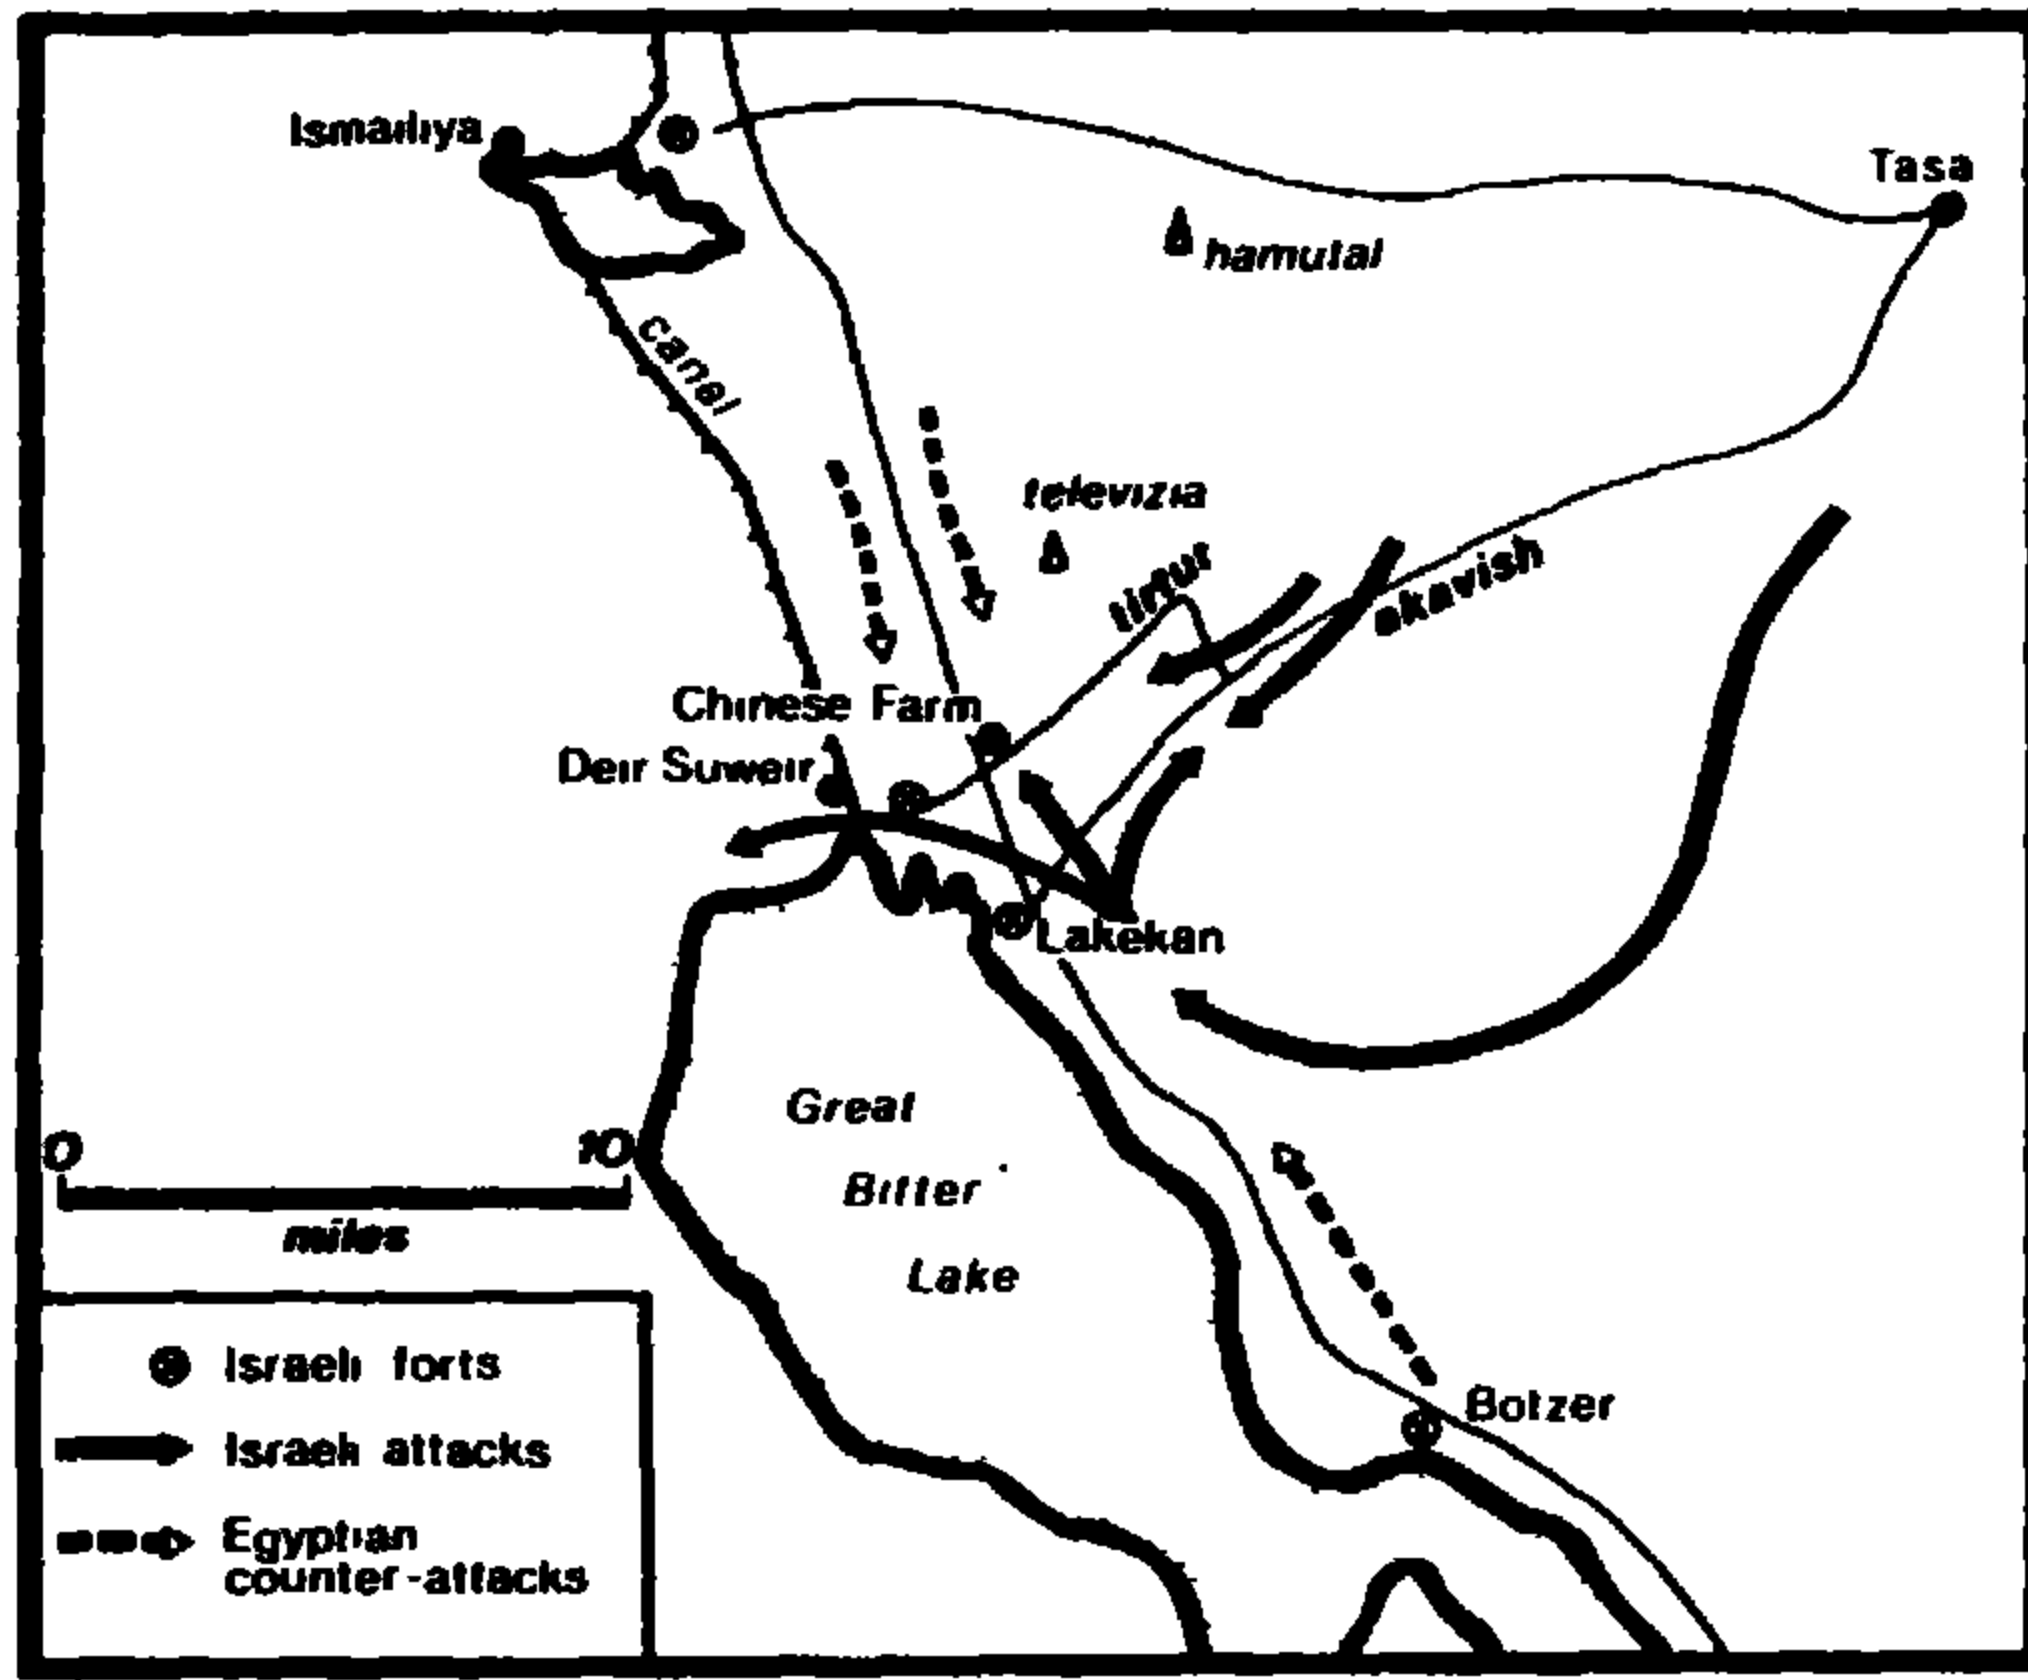 Ismailiya
Tasa
hamutal
canal
televizia
tirtur
akavish
Chinese Farm
Deir Suweir
Lakekan
Great
Bitter
Lake
0 10
miles
Botzer
Israeli forts
Israeli attacks
Egyptian
counter-attacks